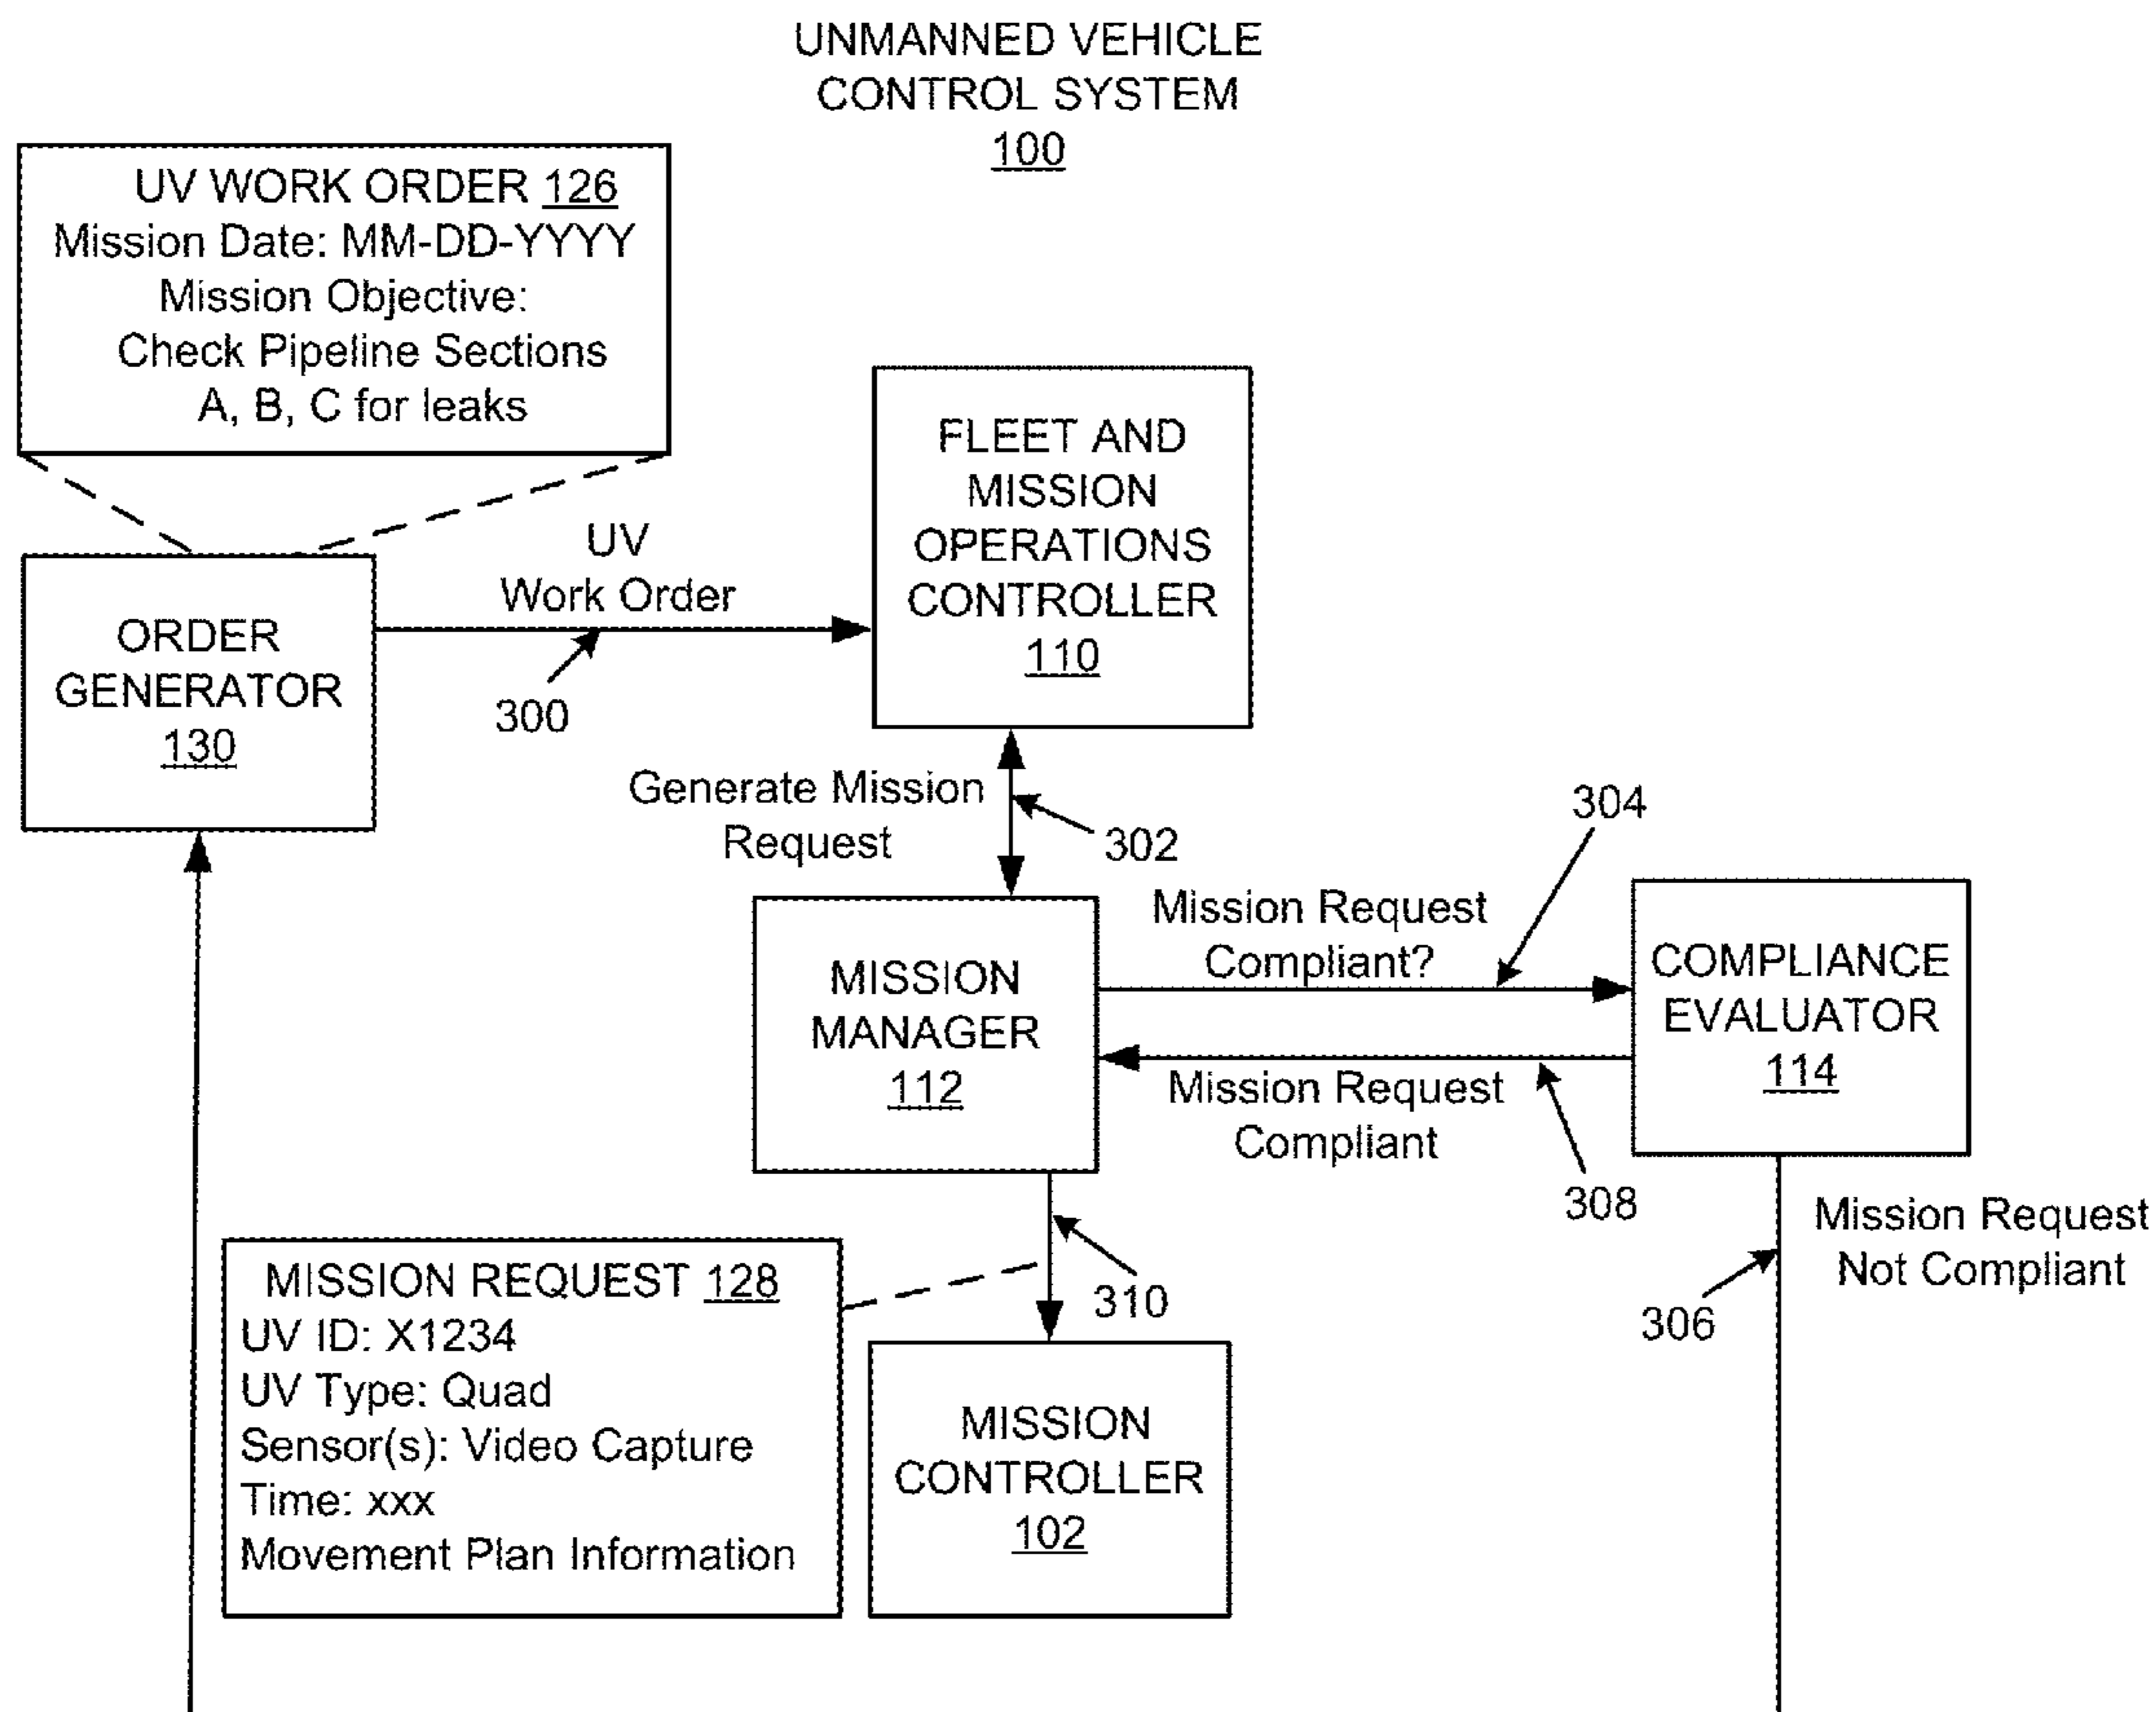 UNMANNED VEHICLE
CONTROL SYSTEM
100
UV WORK ORDER 126
Mission Date: MM-DD-YYYY
Mission Objective:
Check Pipeline Sections
A, B, C for leaks
FLEET AND
MISSION
OPERATIONS
CONTROLLER
110
UV
Work Order
300
ORDER
GENERATOR
130
Generate Mission
Request
302
304
Mission Request
Compliant?
MISSION
MANAGER
112
COMPLIANCE
EVALUATOR
114
Mission Request
Compliant
308
Mission Request
Not Compliant
306
310
MISSION REQUEST 128
UV ID: X1234
UV Type: Quad
Sensor(s): Video Capture
Time: xxx
Movement Plan Information
MISSION
CONTROLLER
102